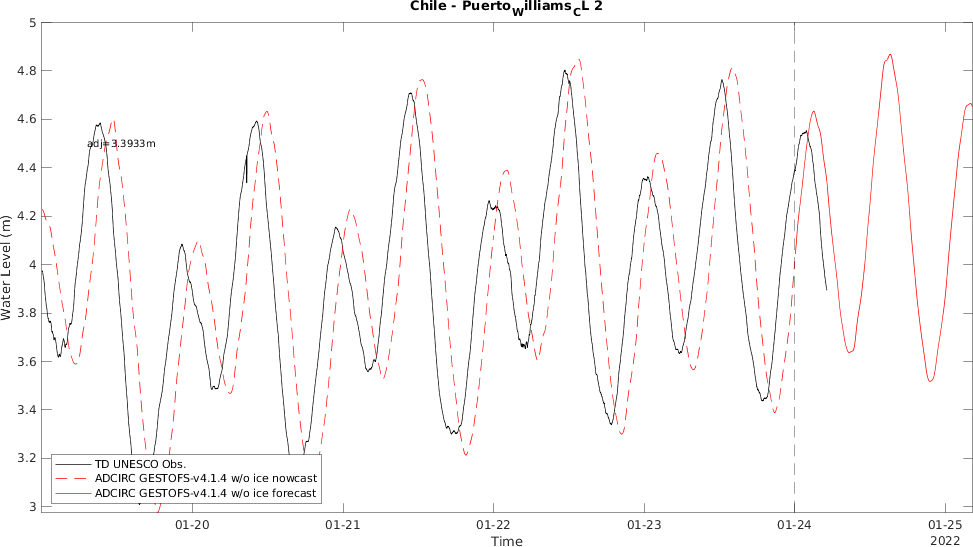 Chile - PuertoWilliamsCL 2
Water Level (m)
5
4.8
4.6
4.4
4.2
4
3.8
3.6
3.4
3.2
3
adj=3.3933m
TD UNESCO Obs.
ADCIRC GESTOFS-v4.1.4 w/o ice nowcast
ADCIRC GESTOFS-v4.1.4 w/o ice forecast
01-20 01-21 01-22 01-23 01-24 01-25
Time
2022